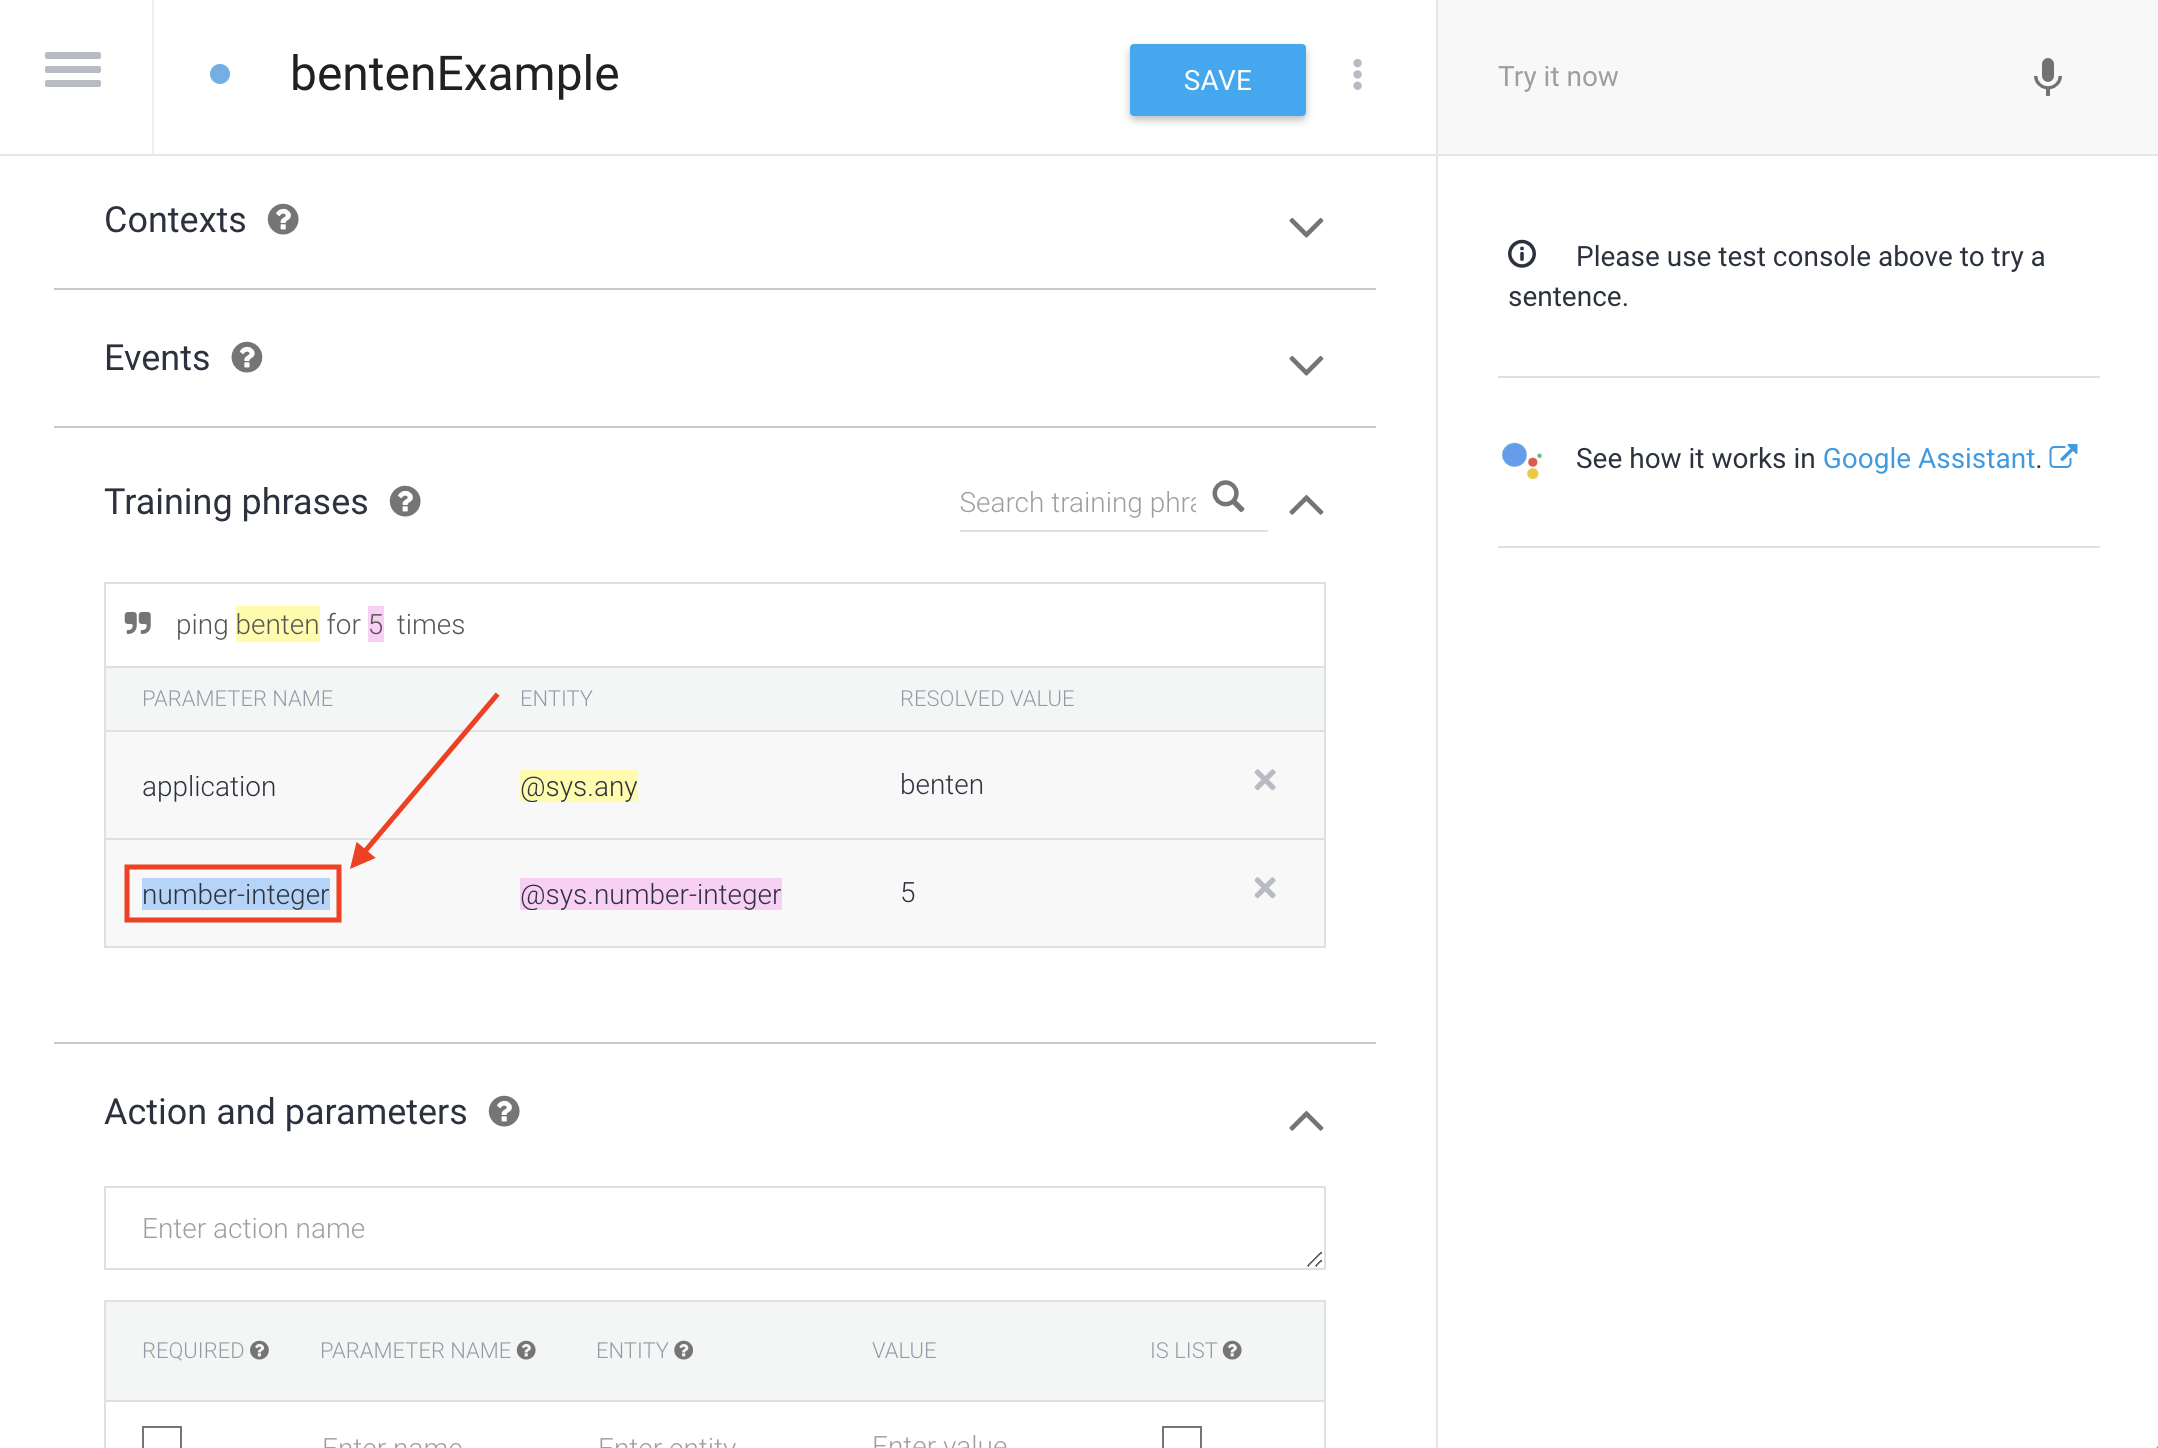 bentenExample
SAVE
Try it now
Contexts
Please use test console above to try a
sentence.
Events
See how it works in Google Assistant.
Training phrases
Search training phra
ping benten for 5 times
PARAMETER NAME ENTITY RESOLVED VALUE
application @sys.any benten
number-integer @sys.number-integer 5
Action and parameters
Enter action name
REQUIRED PARAMETER NAME ENTITY VALUE IS LIST
Enter name Enter entity Enter value